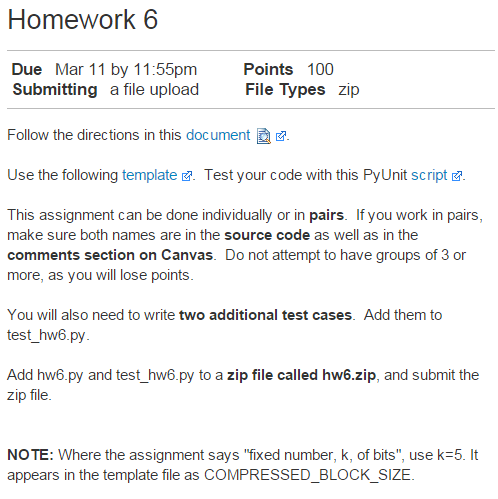 Homework 6
Due Mar 11 by 11:55pm Points 100
Submitting a file upload File Types zip
Follow the directions in this document.
Use the following template. Test your code with this PyUnit script.
This assignment can be done individually or in pairs. If you work in pairs,
make sure both names are in the source code as well as in the
comments section on Canvas. Do not attempt to have groups of 3 or
more, as you will lose points.
You will also need to write two additional test cases. Add them to
test_hw6.py.
Add hw6.py and test_hw6.py to a zip file called hw6.zip, and submit the
zip file.
NOTE: Where the assignment says "fixed number, k, of bits", use k=5. It
appears in the template file as COMPRESSED_BLOCK_SIZE.